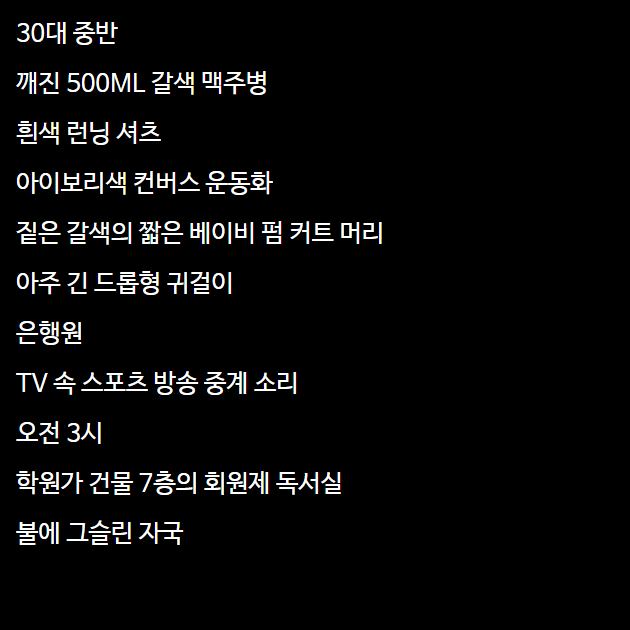 30대 중반
깨진 500ML 갈색 맥주병
흰색 런닝 셔츠
아이보리색 컨버스 운동화
짙은 갈색의 짧은 베이비 펌 커트 머리
아주 긴 드롭형 귀걸이
은행원
TV 속 스포츠 방송 중계 소리
오전 3시
학원가 건물 7층의 회원제 독서실
불에 그슬린 자국